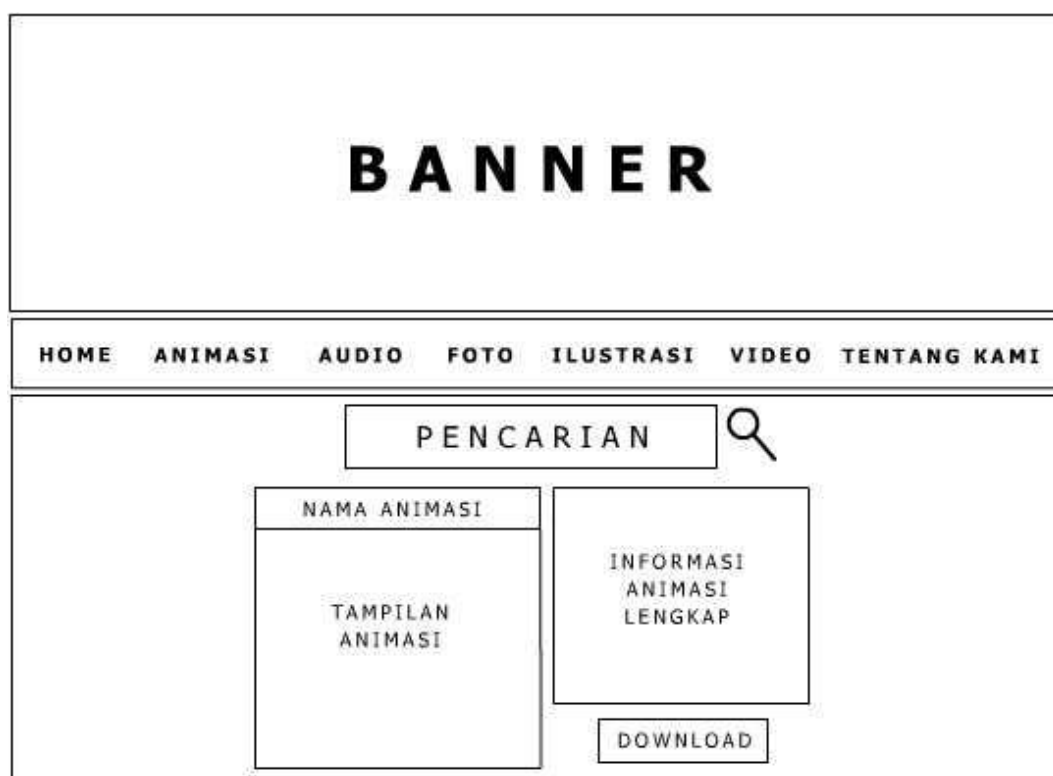 BANNER
HOME ANIMASI AUDIO FOTO ILUSTRASI VIDEO TENTANG KAMI
PENCARIAN
NAMA ANIMASI
TAMPILAN
ANIMASI
INFORMASI
ANIMASI
LENGKAP
DOWNLOAD